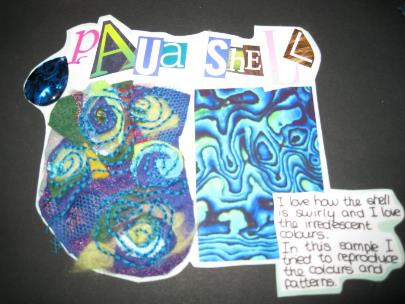 PAUa SHeLL
I love how the shell
is swirly and I love
the irredescent
colours.
In this sample I
tried to reproduce
the colours and
patterns.